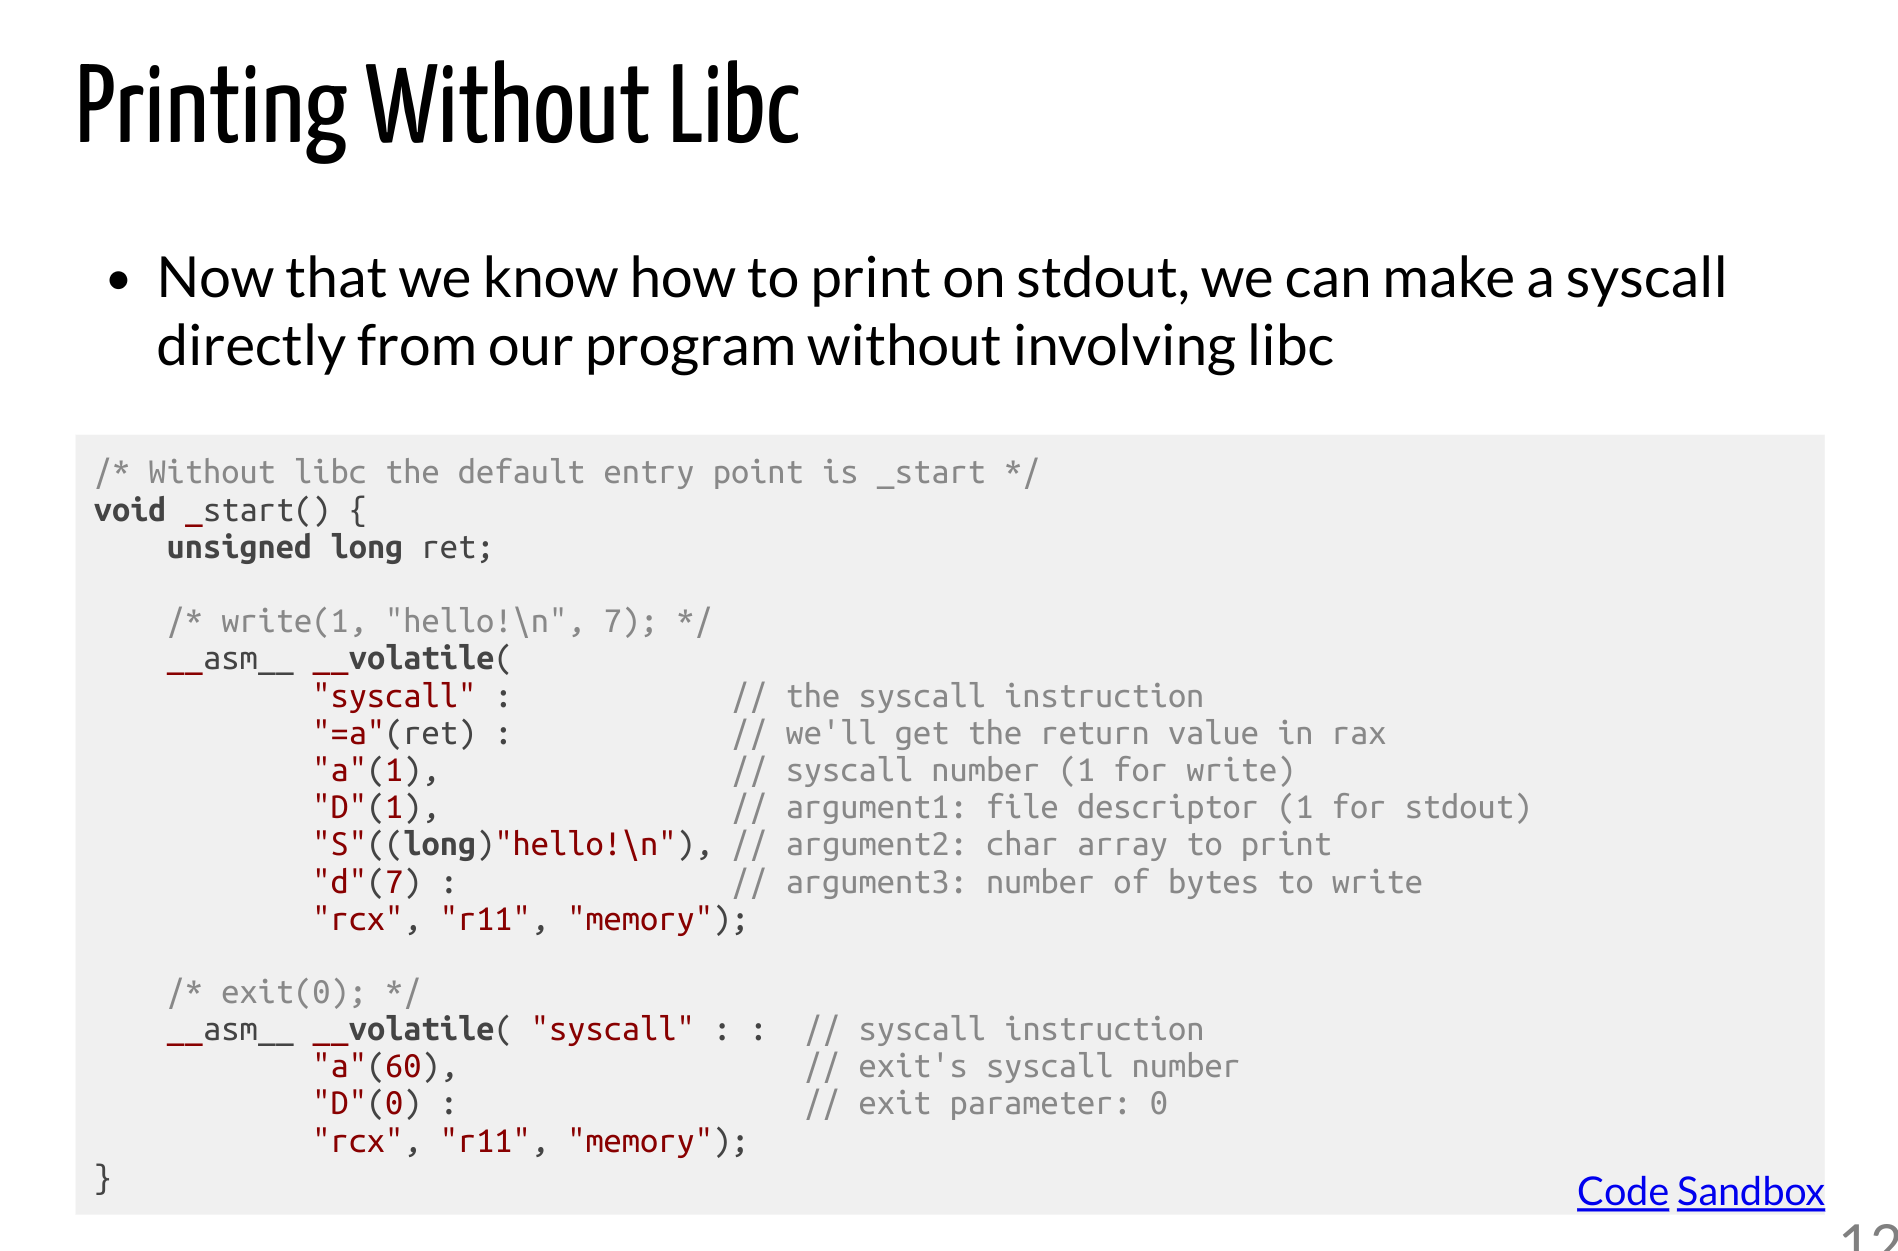 Printing Without Libc
• Now that we know how to print on stdout, we can make a syscall
directly from our program without involving libc
/* Without libc the default entry point is _start */
void _start() {
    unsigned long ret;
    /* write(1, "hello!\n", 7); */
    __asm__ __volatile(
            "syscall" :            // the syscall instruction
            "=a"(ret) :            // we'll get the return value in rax
            "a"(1),                // syscall number (1 for write)
            "D"(1),                // argument1: file descriptor (1 for stdout)
            "S"((long)"hello!\n"), // argument2: char array to print
            "d"(7) :               // argument3: number of bytes to write
            "rcx", "r11", "memory");
    /* exit(0); */
    __asm__ __volatile( "syscall" : :  // syscall instruction
            "a"(60),                   // exit's syscall number
            "D"(0) :                   // exit parameter: 0
            "rcx", "r11", "memory");
}
Code Sandbox
12